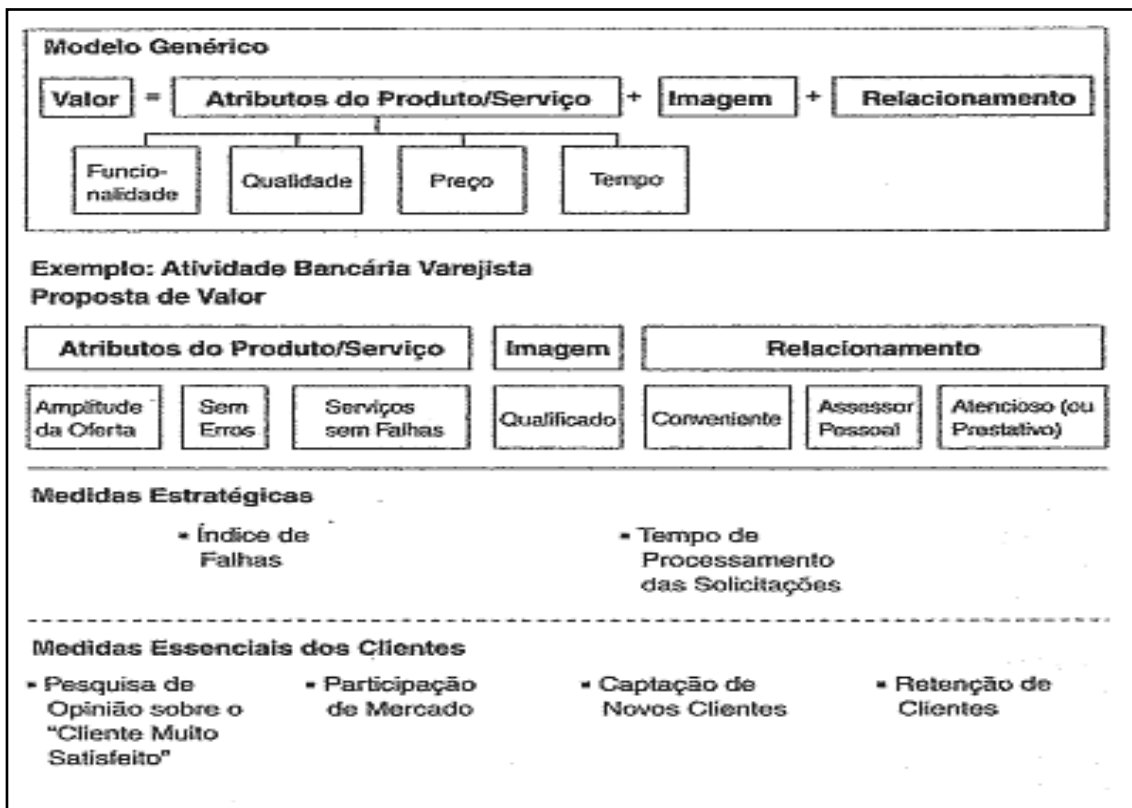 Modelo Genérico
Valor = Atributos do Produto/Serviço + Imagem + Relacionamento
Funcio-
nalidade
Qualidade
Preço
Tempo
Exemplo: Atividade Bancária Varejista
Proposta de Valor
Atributos do Produto/Serviço
Imagem
Relacionamento
Amplitude
da Oferta
Sem
Erros
Serviços
sem Falhas
Qualificado
Conveniente
Assessor
Pessoal
Atencioso (ou
Prestativo)
Medidas Estratégicas
▪ Índice de
Falhas
▪ Tempo de
Processamento
das Solicitações
Medidas Essenciais dos Clientes
▪ Pesquisa de
Opinião sobre o
"Cliente Muito
Satisfeito"
▪ Participação
de Mercado
▪ Captação de
Novos Clientes
▪ Retenção de
Clientes